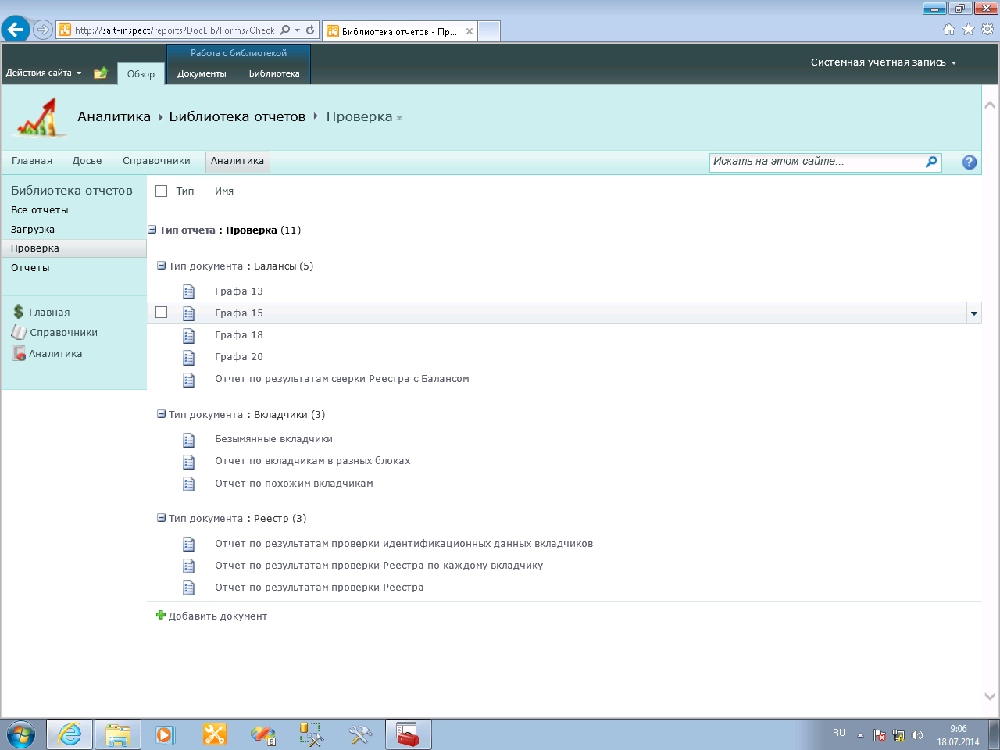 http://salt-inspect/reports/DocLib/Forms/Check
Библиотека отчетов - Пр...
Работа с библиотекой
Действия сайта
Обзор
Документы
Библиотека
Системная учетная запись
Аналитика
Библиотека отчетов
Проверка
Главная
Досье
Справочники
Аналитика
Искать на этом сайте...
?
Библиотека отчетов
Все отчеты
Загрузка
Проверка
Отчеты
Главная
Справочники
Аналитика
Тип
Имя
Тип отчета : Проверка (11)
Тип документа : Балансы (5)
Графа 13
Графа 15
Графа 18
Графа 20
Отчет по результатам сверки Реестра с Балансом
Тип документа : Вкладчики (3)
Безымянные вкладчики
Отчет по вкладчикам в разных блоках
Отчет по похожим вкладчикам
Тип документа : Реестр (3)
Отчет по результатам проверки идентификационных данных вкладчиков
Отчет по результатам проверки Реестра по каждому вкладчику
Отчет по результатам проверки Реестра
Добавить документ
9
RU
9:06
18.07.2014